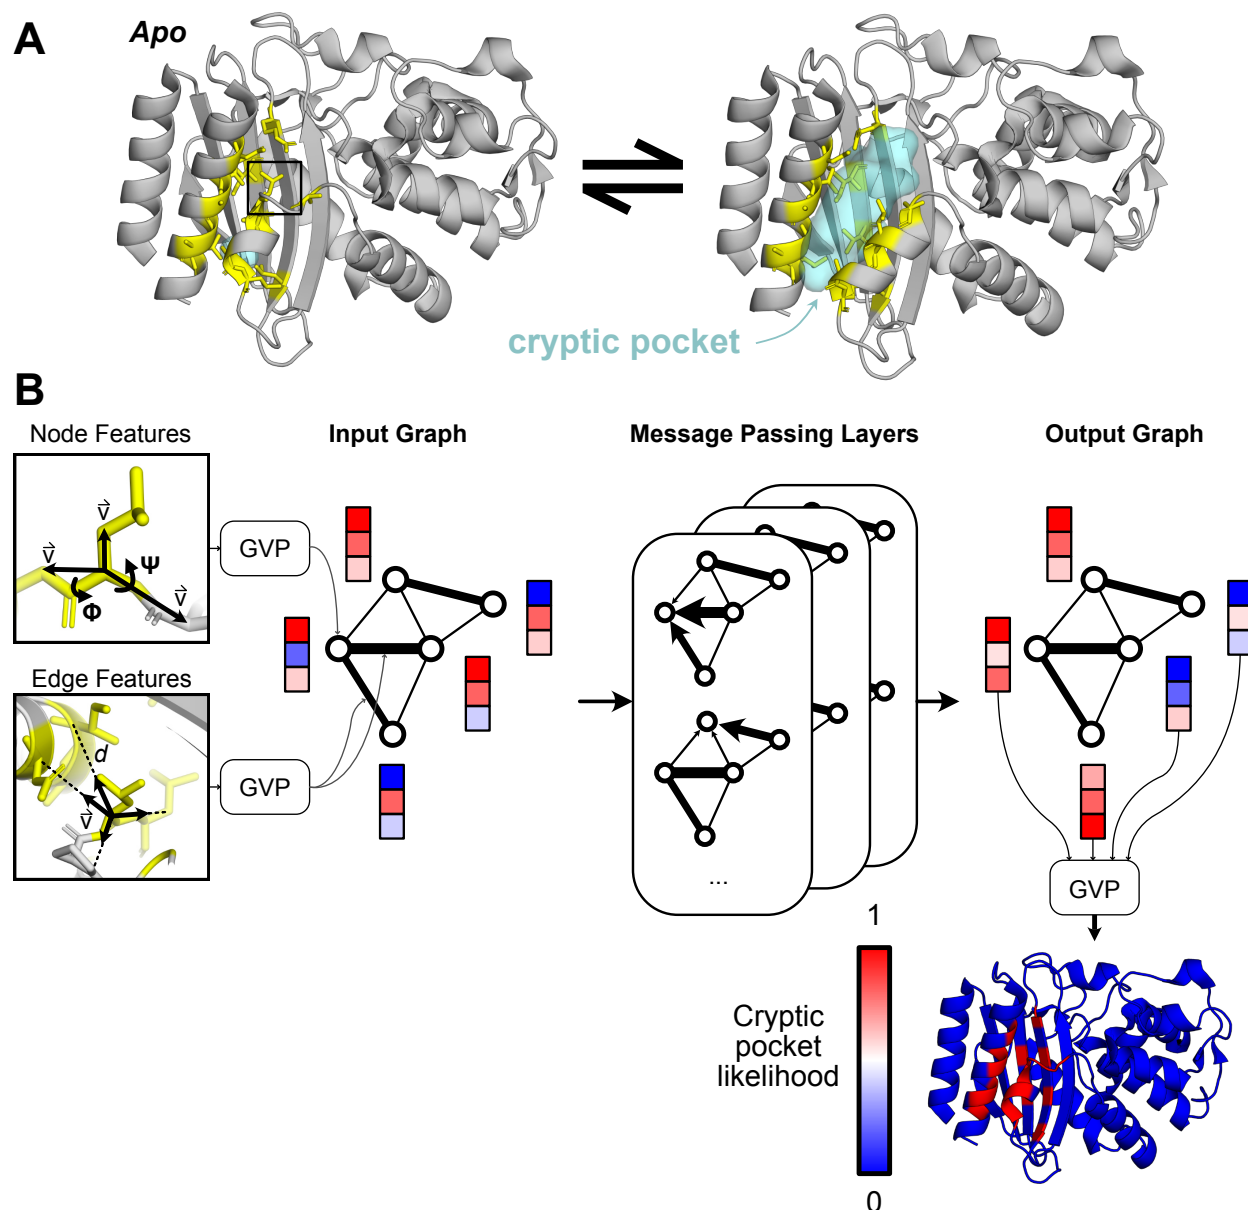 A
Apo
cryptic pocket
B
Node Features
Input Graph
Message Passing Layers
Output Graph
v⃗
v⃗
Ψ
Φ
v⃗
GVP
Edge Features
d
v⃗
GVP
...
GVP
1
Cryptic
pocket
likelihood
0